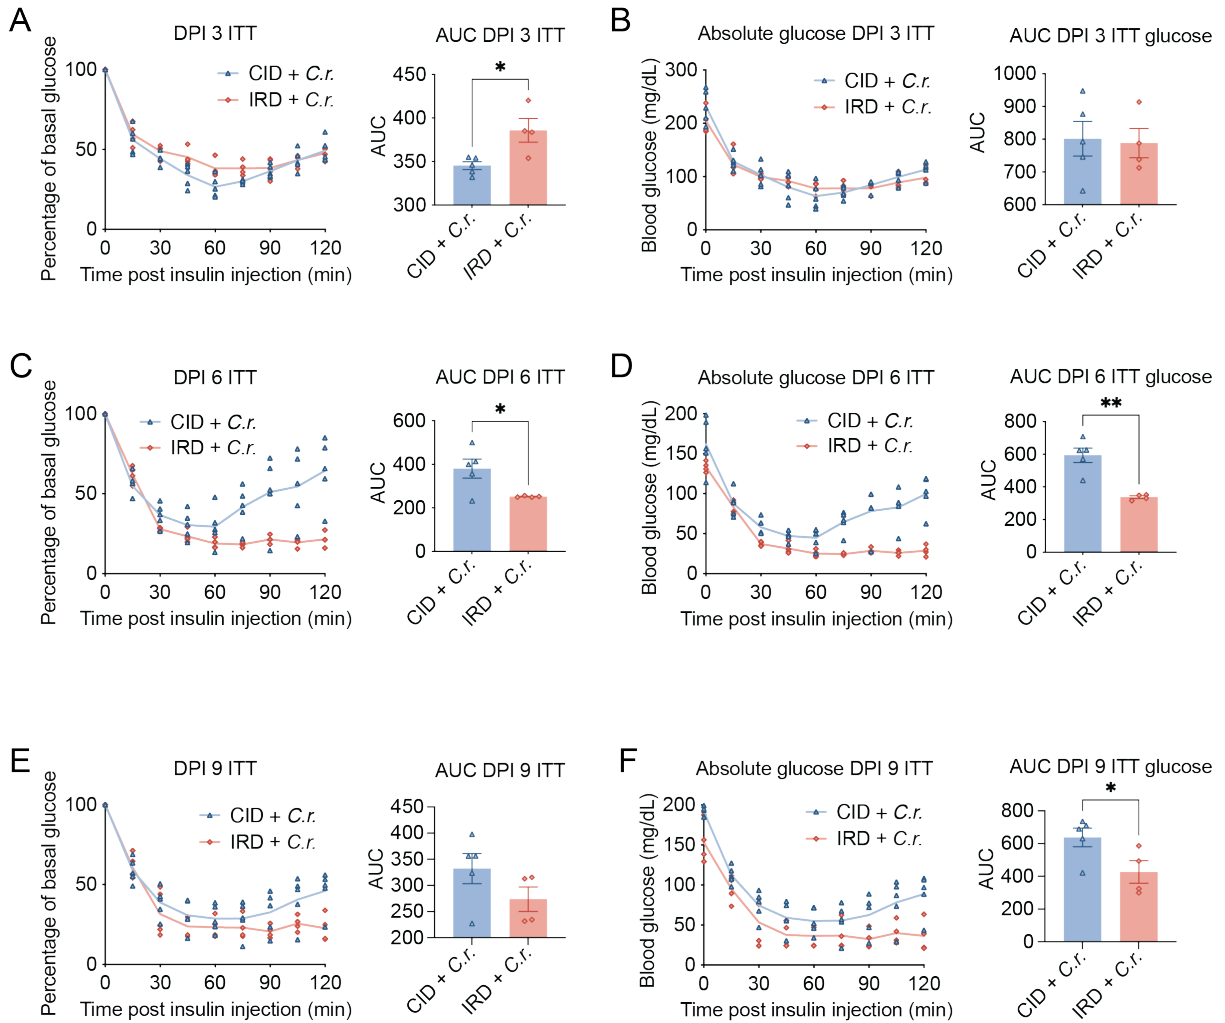 A
DPI 3 ITT
Percentage of basal glucose
100
50
0
CID + C.r.
IRD + C.r.
0 30 60 90 120
Time post insulin injection (min)
AUC DPI 3 ITT
AUC
450
400
350
300
*
CID + C.r.
IRD + C.r.
B
Absolute glucose DPI 3 ITT
Blood glucose (mg/dL)
300
200
100
0
CID + C.r.
IRD + C.r.
0 30 60 90 120
Time post insulin injection (min)
AUC DPI 3 ITT glucose
AUC
1000
900
800
700
600
CID + C.r.
IRD + C.r.
C
DPI 6 ITT
Percentage of basal glucose
100
50
0
CID + C.r.
IRD + C.r.
0 30 60 90 120
Time post insulin injection (min)
AUC DPI 6 ITT
AUC
600
400
200
0
*
CID + C.r.
IRD + C.r.
D
Absolute glucose DPI 6 ITT
Blood glucose (mg/dL)
200
150
100
50
0
CID + C.r.
IRD + C.r.
0 30 60 90 120
Time post insulin injection (min)
AUC DPI 6 ITT glucose
AUC
800
600
400
200
0
**
CID + C.r.
IRD + C.r.
E
DPI 9 ITT
Percentage of basal glucose
100
50
0
CID + C.r.
IRD + C.r.
0 30 60 90 120
Time post insulin injection (min)
AUC DPI 9 ITT
AUC
450
400
350
300
250
200
CID + C.r.
IRD + C.r.
F
Absolute glucose DPI 9 ITT
Blood glucose (mg/dL)
200
150
100
50
0
CID + C.r.
IRD + C.r.
0 30 60 90 120
Time post insulin injection (min)
AUC DPI 9 ITT glucose
AUC
800
600
400
200
0
*
CID + C.r.
IRD + C.r.